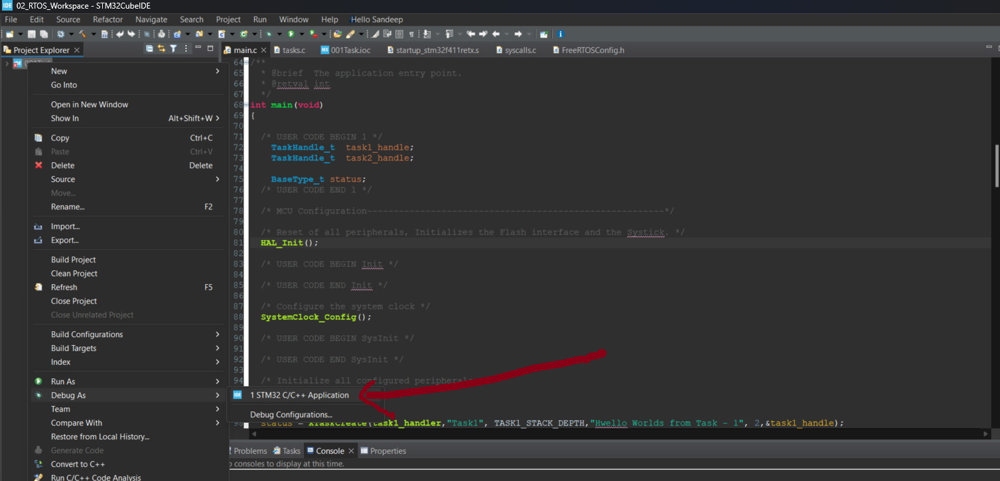 IDE 02_RTOS_Workspace - STM32CubeIDE
File Edit Source Refactor Navigate Search Project Run Window Help Hello Sandeep
Project Explorer
main.c tasks.c MX 001Task.ioc startup_stm32f411retx.s syscalls.c FreeRTOSConfig.h
IDE
New
Go Into
Open in New Window
Show In Alt+Shift+W
Copy Ctrl+C
Paste Ctrl+V
Delete Delete
Source
Move...
Rename... F2
Import...
Export...
Build Project
Clean Project
Refresh F5
Close Project
Close Unrelated Project
Build Configurations
Build Targets
Index
Run As
Debug As
Team
Compare With
Restore from Local History...
Generate Code
Convert to C++
Run C/C++ Code Analysis
64 /**
65 * @brief The application entry point.
66 * @retval int
67 */
68 int main(void)
69 {
70
71 /* USER CODE BEGIN 1 */
72 TaskHandle_t task1_handle;
73 TaskHandle_t task2_handle;
74
75 BaseType_t status;
76 /* USER CODE END 1 */
77
78 /* MCU Configuration--------------------------------------------------------*/
79
80 /* Reset of all peripherals, Initializes the Flash interface and the Systick. */
81 HAL_Init();
82
83 /* USER CODE BEGIN Init */
84
85 /* USER CODE END Init */
86
87 /* Configure the system clock */
88 SystemClock_Config();
89
90 /* USER CODE BEGIN SysInit */
91
92 /* USER CODE END SysInit */
93
94 /* Initialize all configured peripherals
IDE 1 STM32 C/C++ Application
Debug Configurations...
98 status = xTaskCreate(task1_handler,"Task1", TASK1_STACK_DEPTH,"Hwello Worlds from Task - 1", 2,&task1_handle);
Problems Tasks Console Properties
consoles to display at this time.